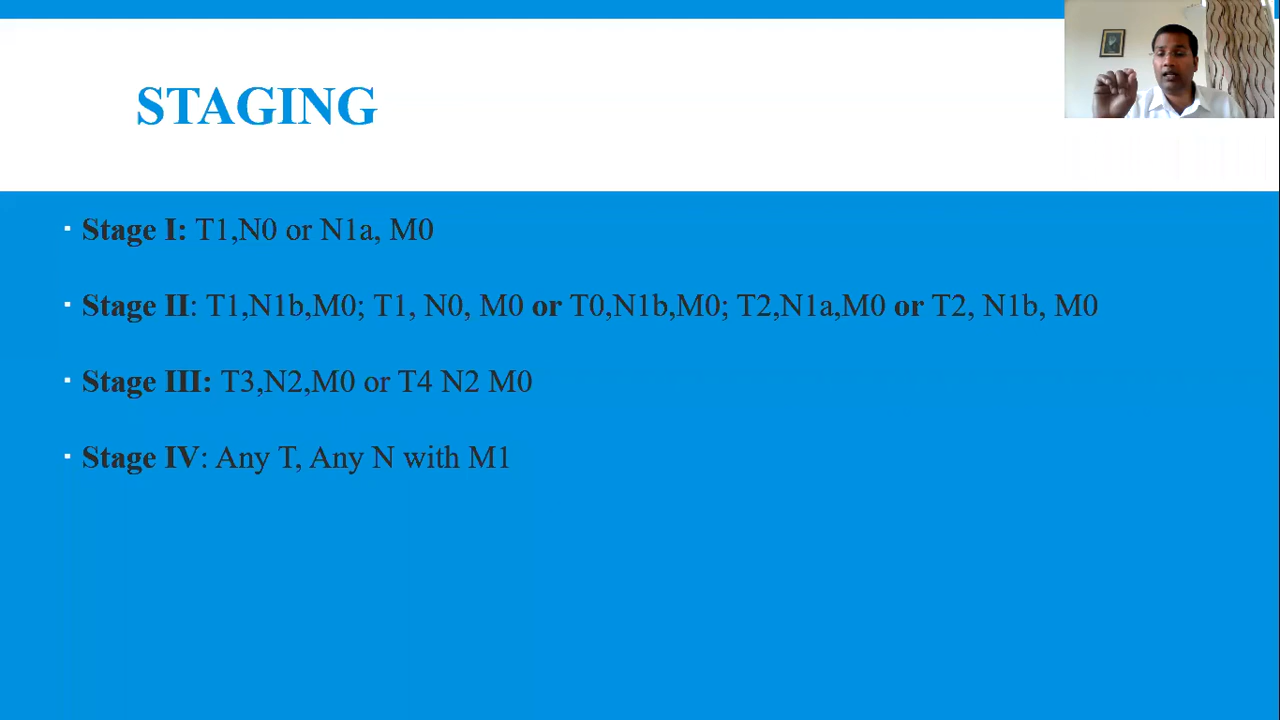 STAGING
Stage I: T1,N0 or N1a, M0
Stage II: T1,N1b,M0; T1, N0, M0 or T0,N1b,M0; T2,N1a,M0 or T2, N1b, M0
Stage III: T3,N2,M0 or T4 N2 M0
Stage IV: Any T, Any N with M1